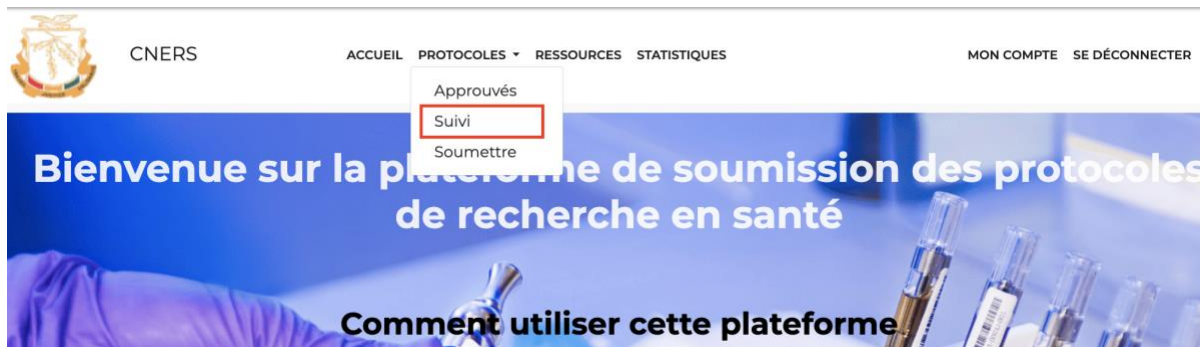 CNERS
ACCUEIL PROTOCOLES RESSOURCES STATISTIQUES
MON COMPTE SE DÉCONNECTER
Approuvés
Suivi
Soumettre
Bienvenue sur la plateforme de soumission des protocoles
de recherche en santé
Comment utiliser cette plateforme